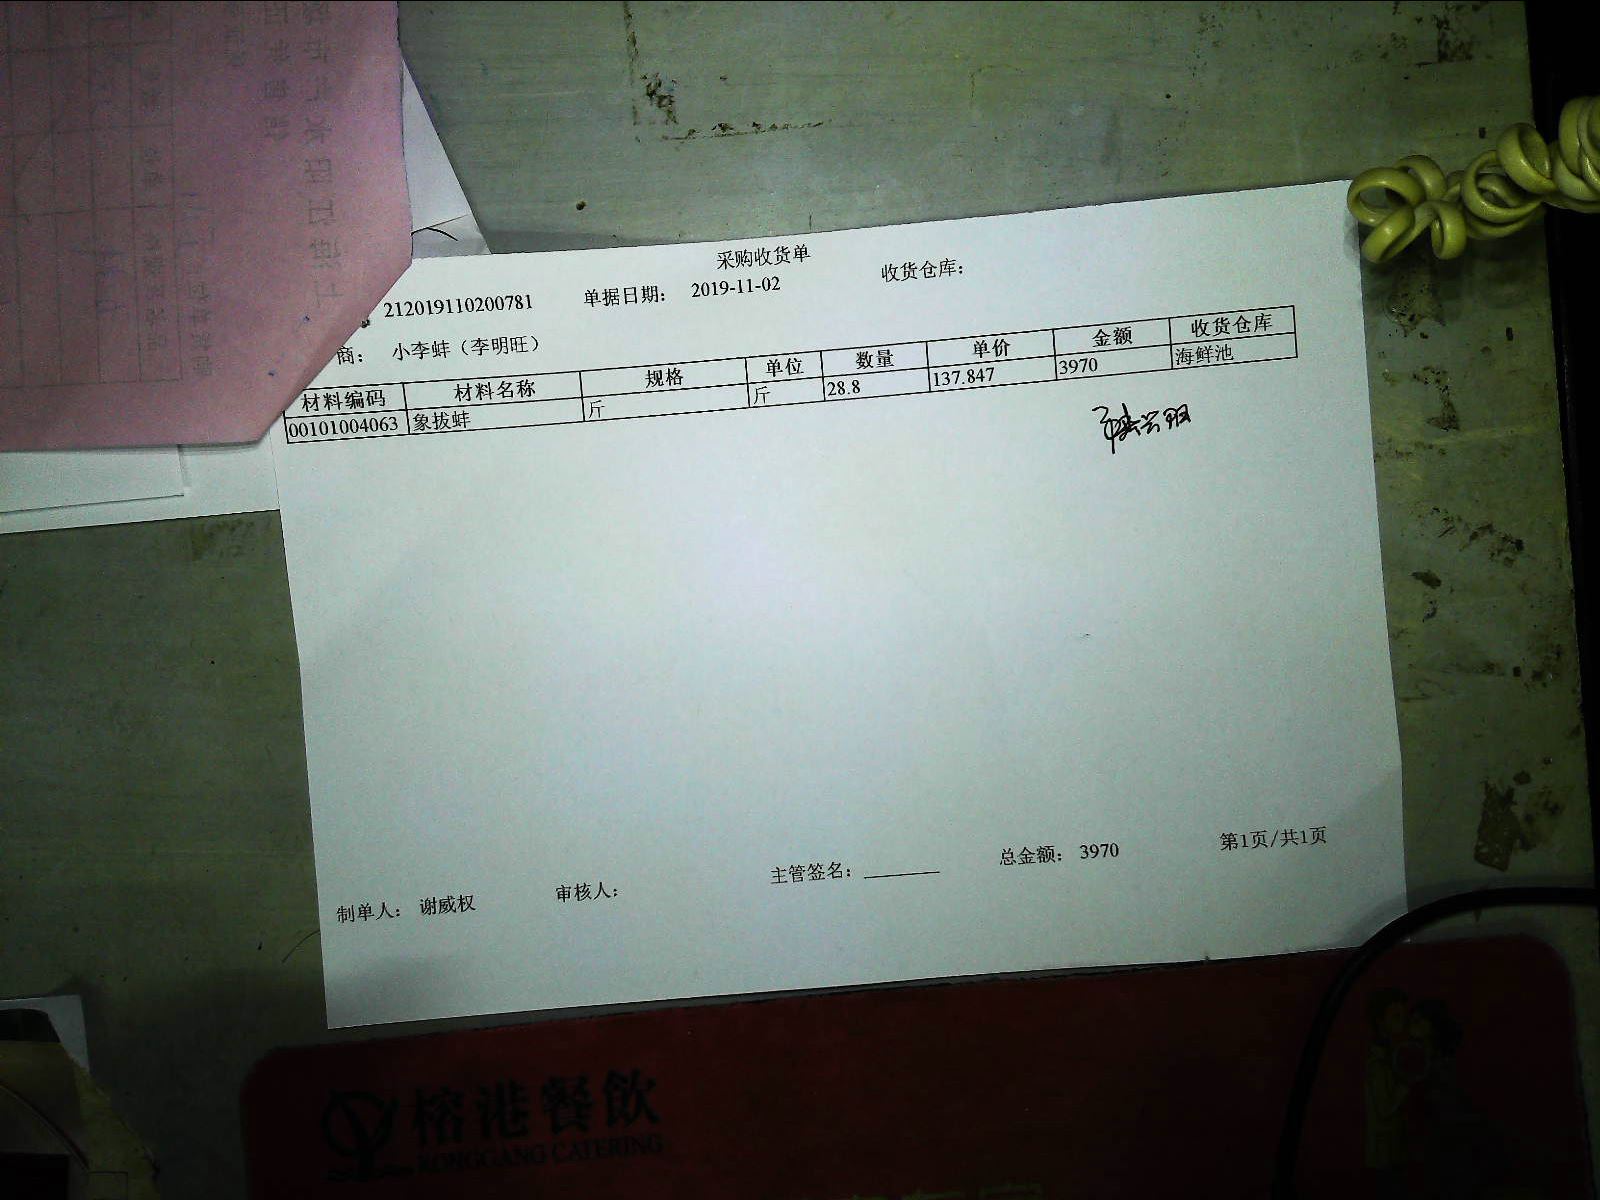 采购收货单
212019110200781 单据日期： 2019-11-02 收货仓库：
商： 小李蚌（李明旺）
材料编码 材料名称 规格 单位 数量 单价 金额 收货仓库
00101004063 象拔蚌 斤 斤 28.8 137.847 3970 海鲜池
制单人： 谢威权 审核人： 主管签名： 总金额： 3970 第1页/共1页
榕港餐飲
RONGGANG CATERING